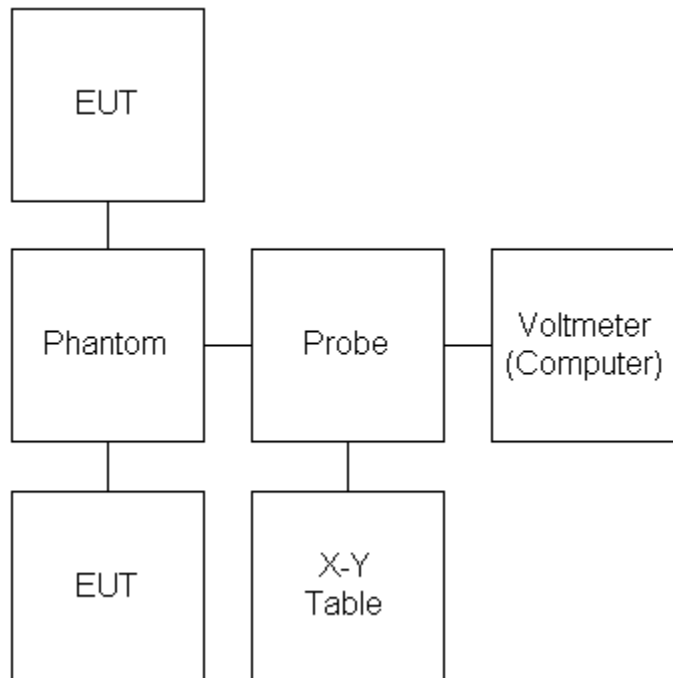 EUT
Phantom
Probe
Voltmeter
(Computer)
EUT
X-Y
Table